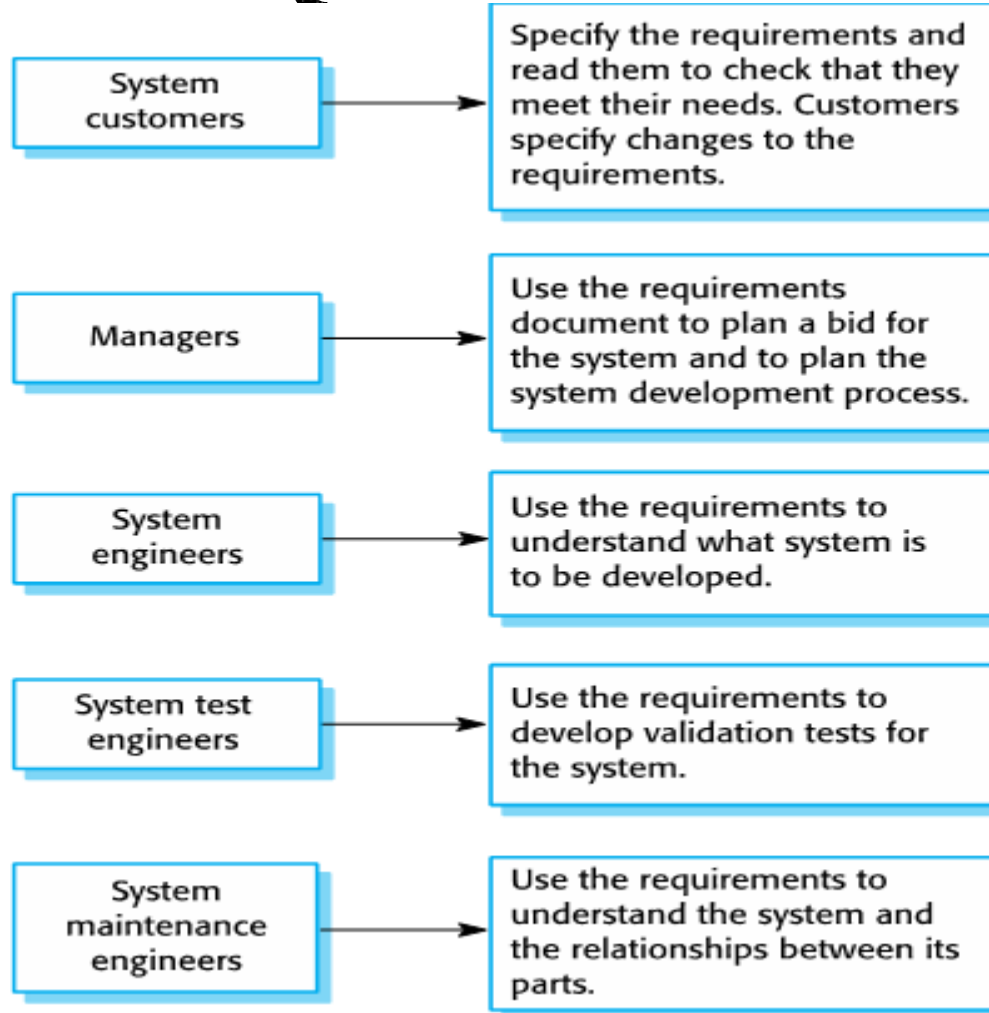 System
customers
Specify the requirements and
read them to check that they
meet their needs. Customers
specify changes to the
requirements.
Managers
Use the requirements
document to plan a bid for
the system and to plan the
system development process.
System
engineers
Use the requirements to
understand what system is
to be developed.
System test
engineers
Use the requirements to
develop validation tests for
the system.
System
maintenance
engineers
Use the requirements to
understand the system and
the relationships between its
parts.